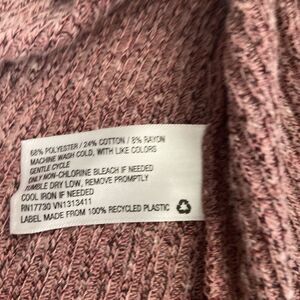 68% POLYESTER / 24% COTTON / 8% RAYON
MACHINE WASH COLD, WITH LIKE COLORS
GENTLE CYCLE
ONLY NON-CHLORINE BLEACH IF NEEDED
TUMBLE DRY LOW, REMOVE PROMPTLY
COOL IRON IF NEEDED
RN17730 VN1313411
LABEL MADE FROM 100% RECYCLED PLASTIC